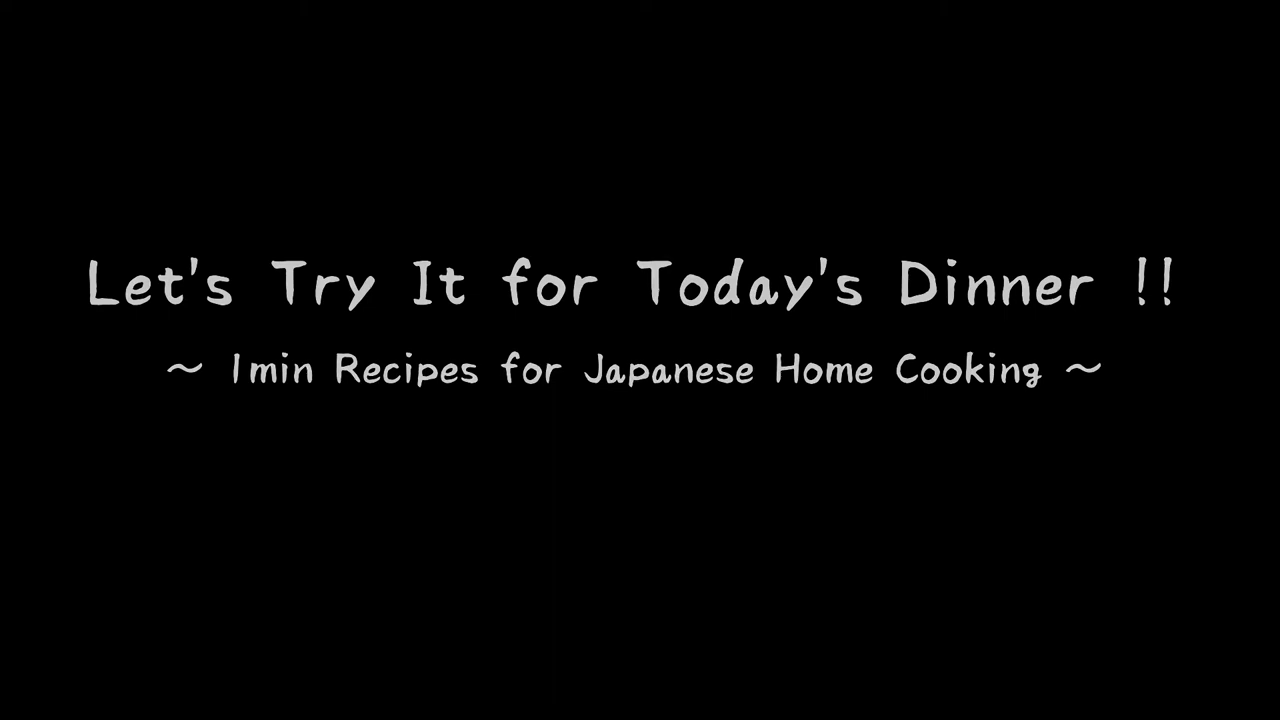 Let's Try It for Today's Dinner !!
～ 1min Recipes for Japanese Home Cooking ～